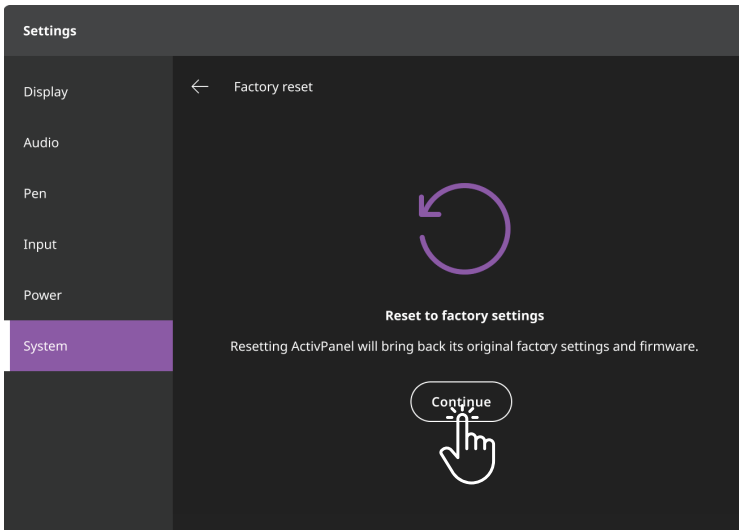 Settings
Display
Audio
Pen
Input
Power
System
Factory reset
Reset to factory settings
Resetting ActivPanel will bring back its original factory settings and firmware.
Continue